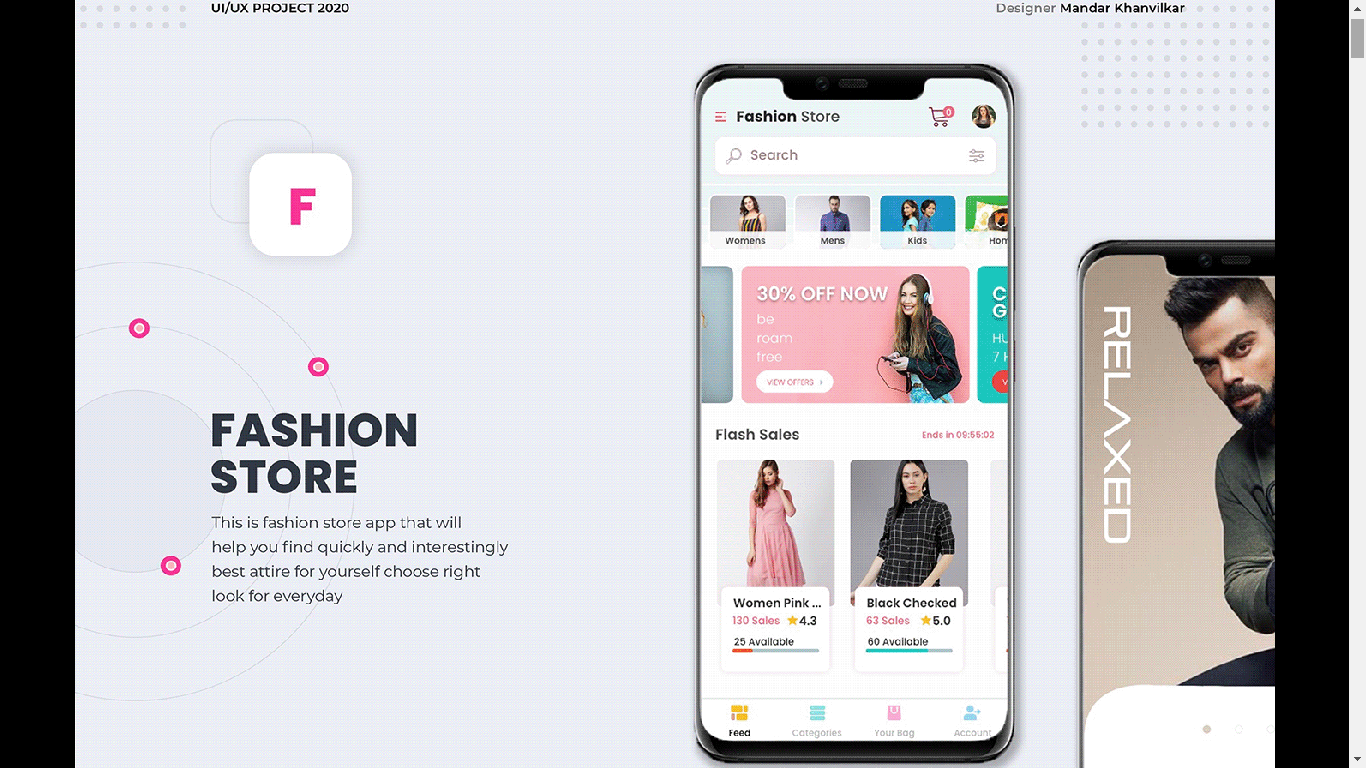 UI/UX PROJECT 2020
Designer Mandar Khanvilkar
F
FASHION
STORE
This is fashion store app that will
help you find quickly and interestingly
best attire for yourself choose right
look for everyday
Fashion Store
0
Search
Womens
Mens
Kids
Hom
30% OFF NOW
be
roam
free
VIEW OFFERS
C
G
HU
7 H
V
Flash Sales
Ends in 09:55:02
Women Pink ...
130 Sales 4.3
25 Available
Black Checked
63 Sales 5.0
60 Available
Feed
Categories
Your Bag
Account
RELAXED